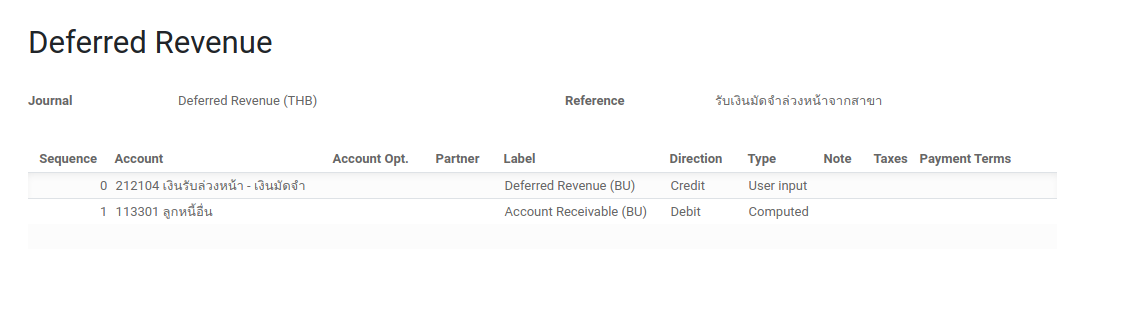 Deferred Revenue
Journal Deferred Revenue (THB) Reference รับเงินมัดจำล่วงหน้าจากสาขา
Sequence Account Account Opt. Partner Label Direction Type Note Taxes Payment Terms
0 212104 เงินรับล่วงหน้า - เงินมัดจำ Deferred Revenue (BU) Credit User input
1 113301 ลูกหนี้อื่น Account Receivable (BU) Debit Computed